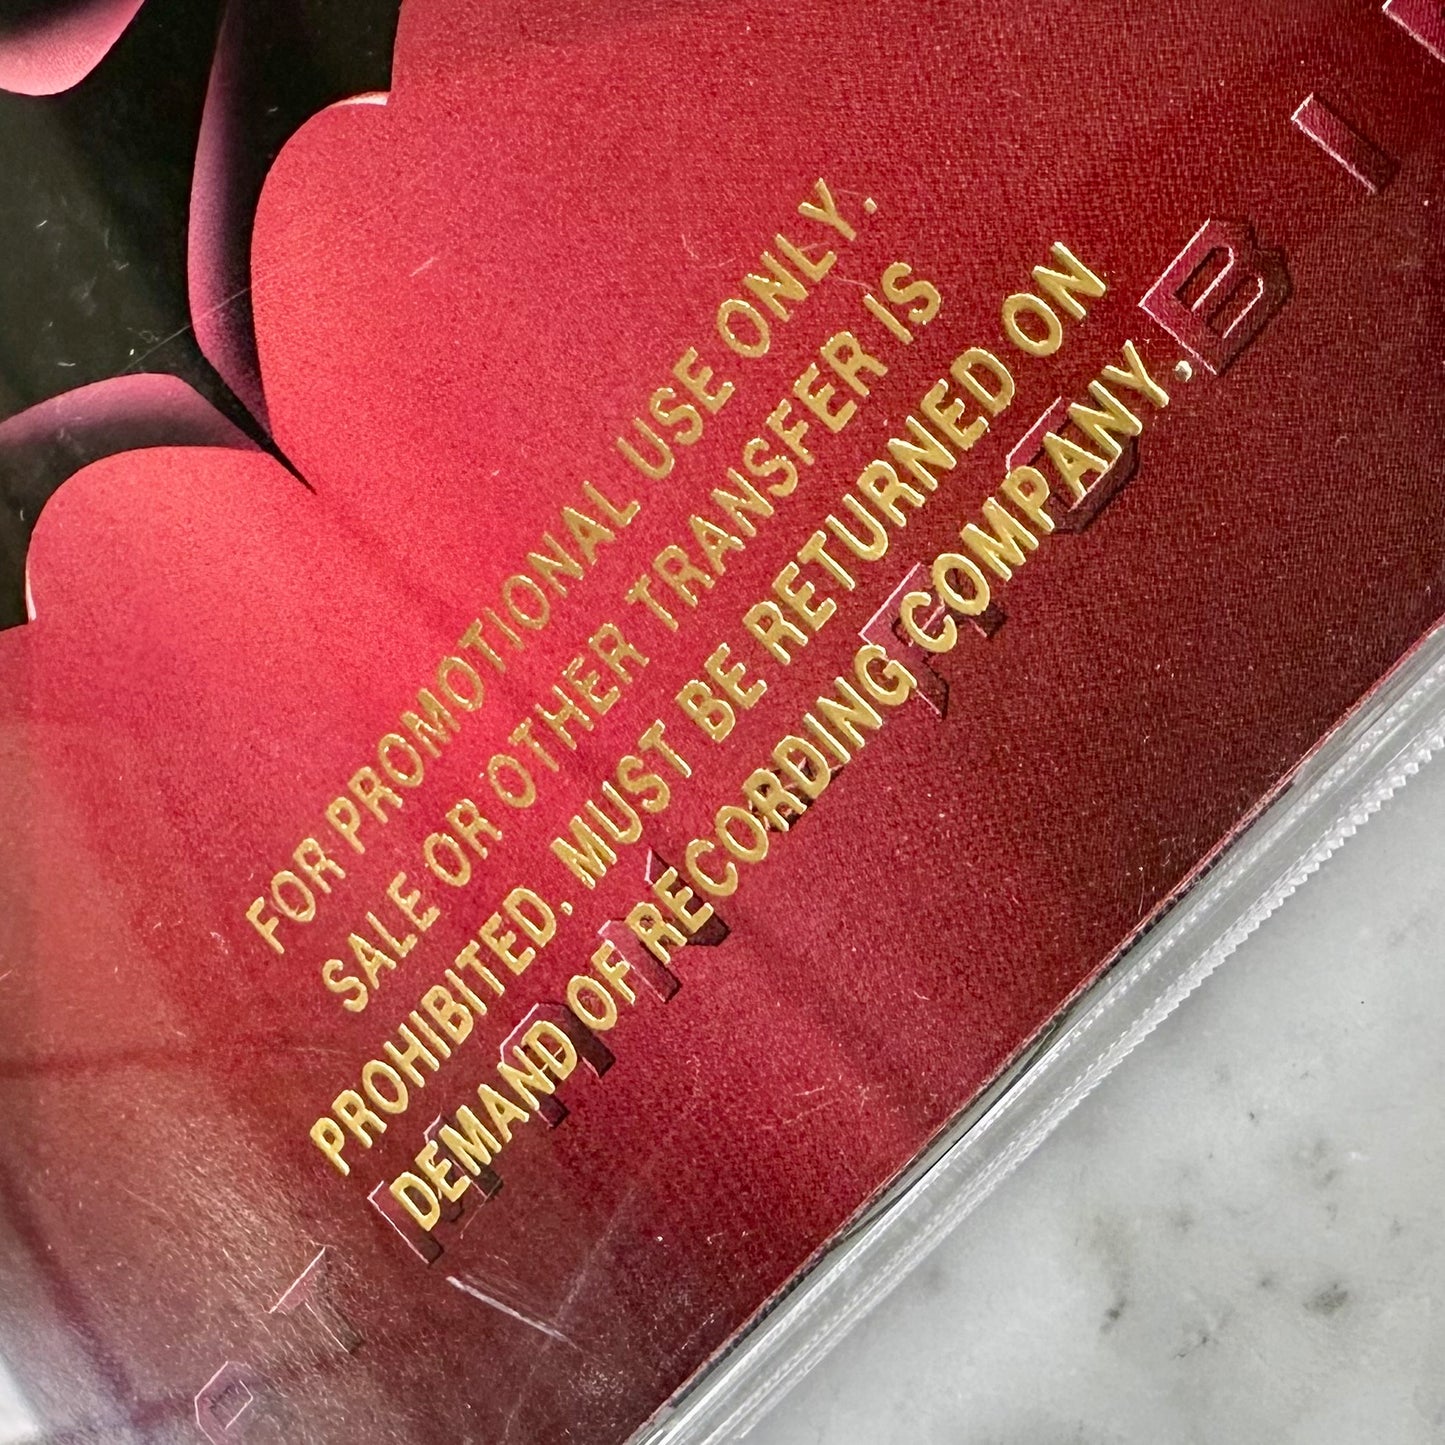 FOR PROMOTIONAL USE ONLY.
SALE OR OTHER TRANSFER IS
PROHIBITED. MUST BE RETURNED ON
DEMAND OF RECORDING COMPANY.